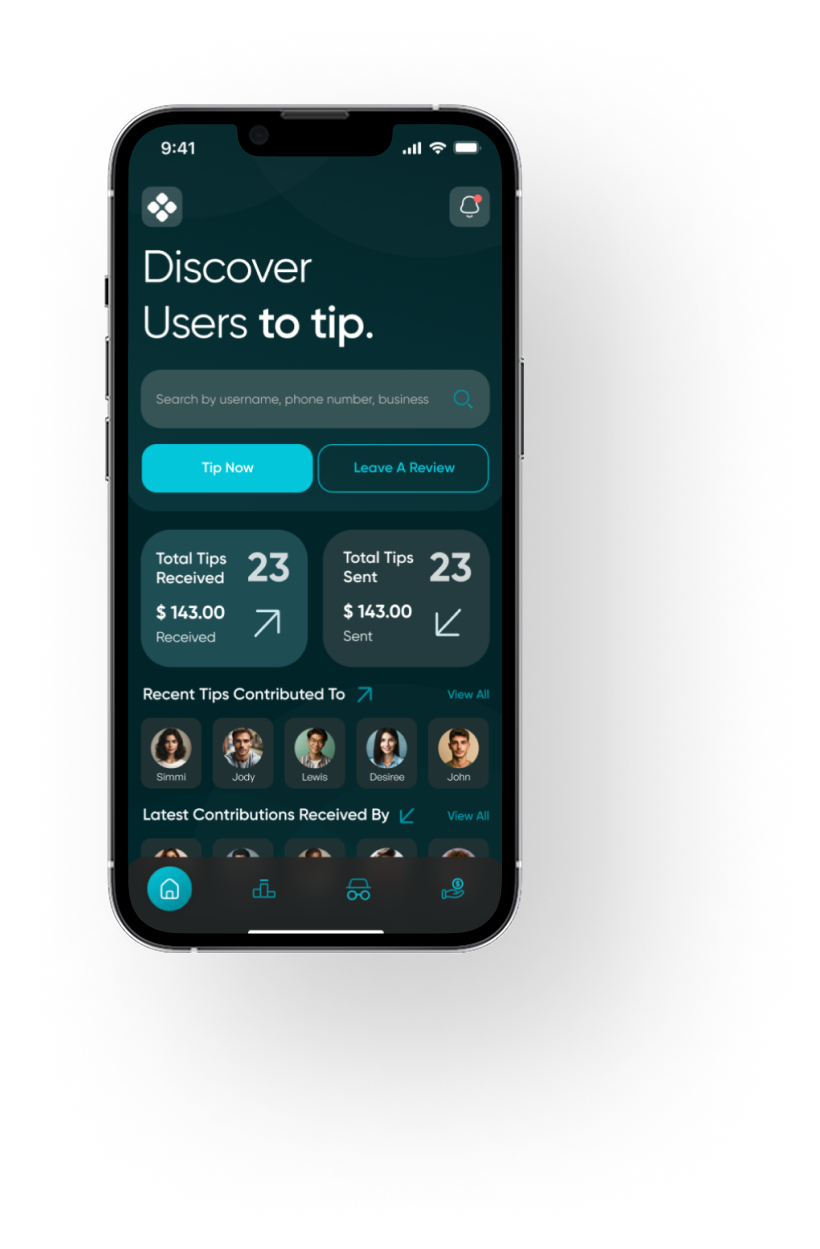 9:41
Discover
Users to tip.
Search by username, phone number, business
Tip Now
Leave A Review
Total Tips
Received
23
$ 143.00
Received
Total Tips
Sent
23
$ 143.00
Sent
Recent Tips Contributed To
View All
Simmi
Jody
Lewis
Desiree
John
Latest Contributions Received By
View All